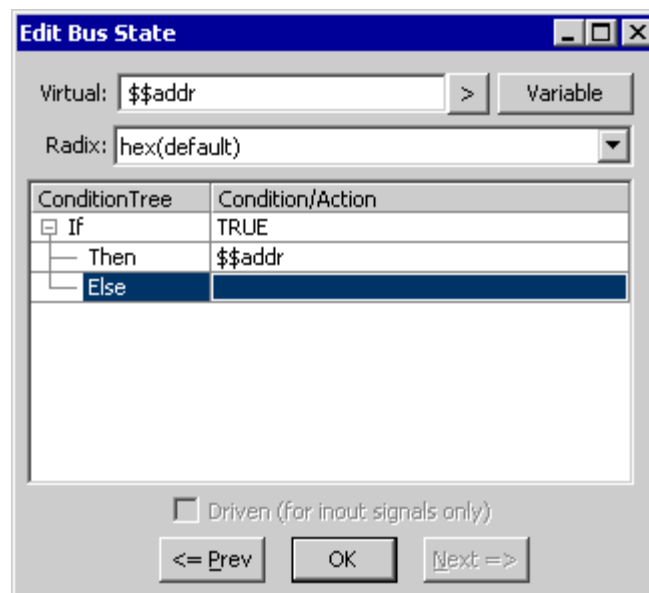 Edit Bus State
Virtual: $$addr > Variable
Radix: hex(default)
ConditionTree Condition/Action
If TRUE
Then $$addr
Else
Driven (for inout signals only)
<= Prev OK Next =>